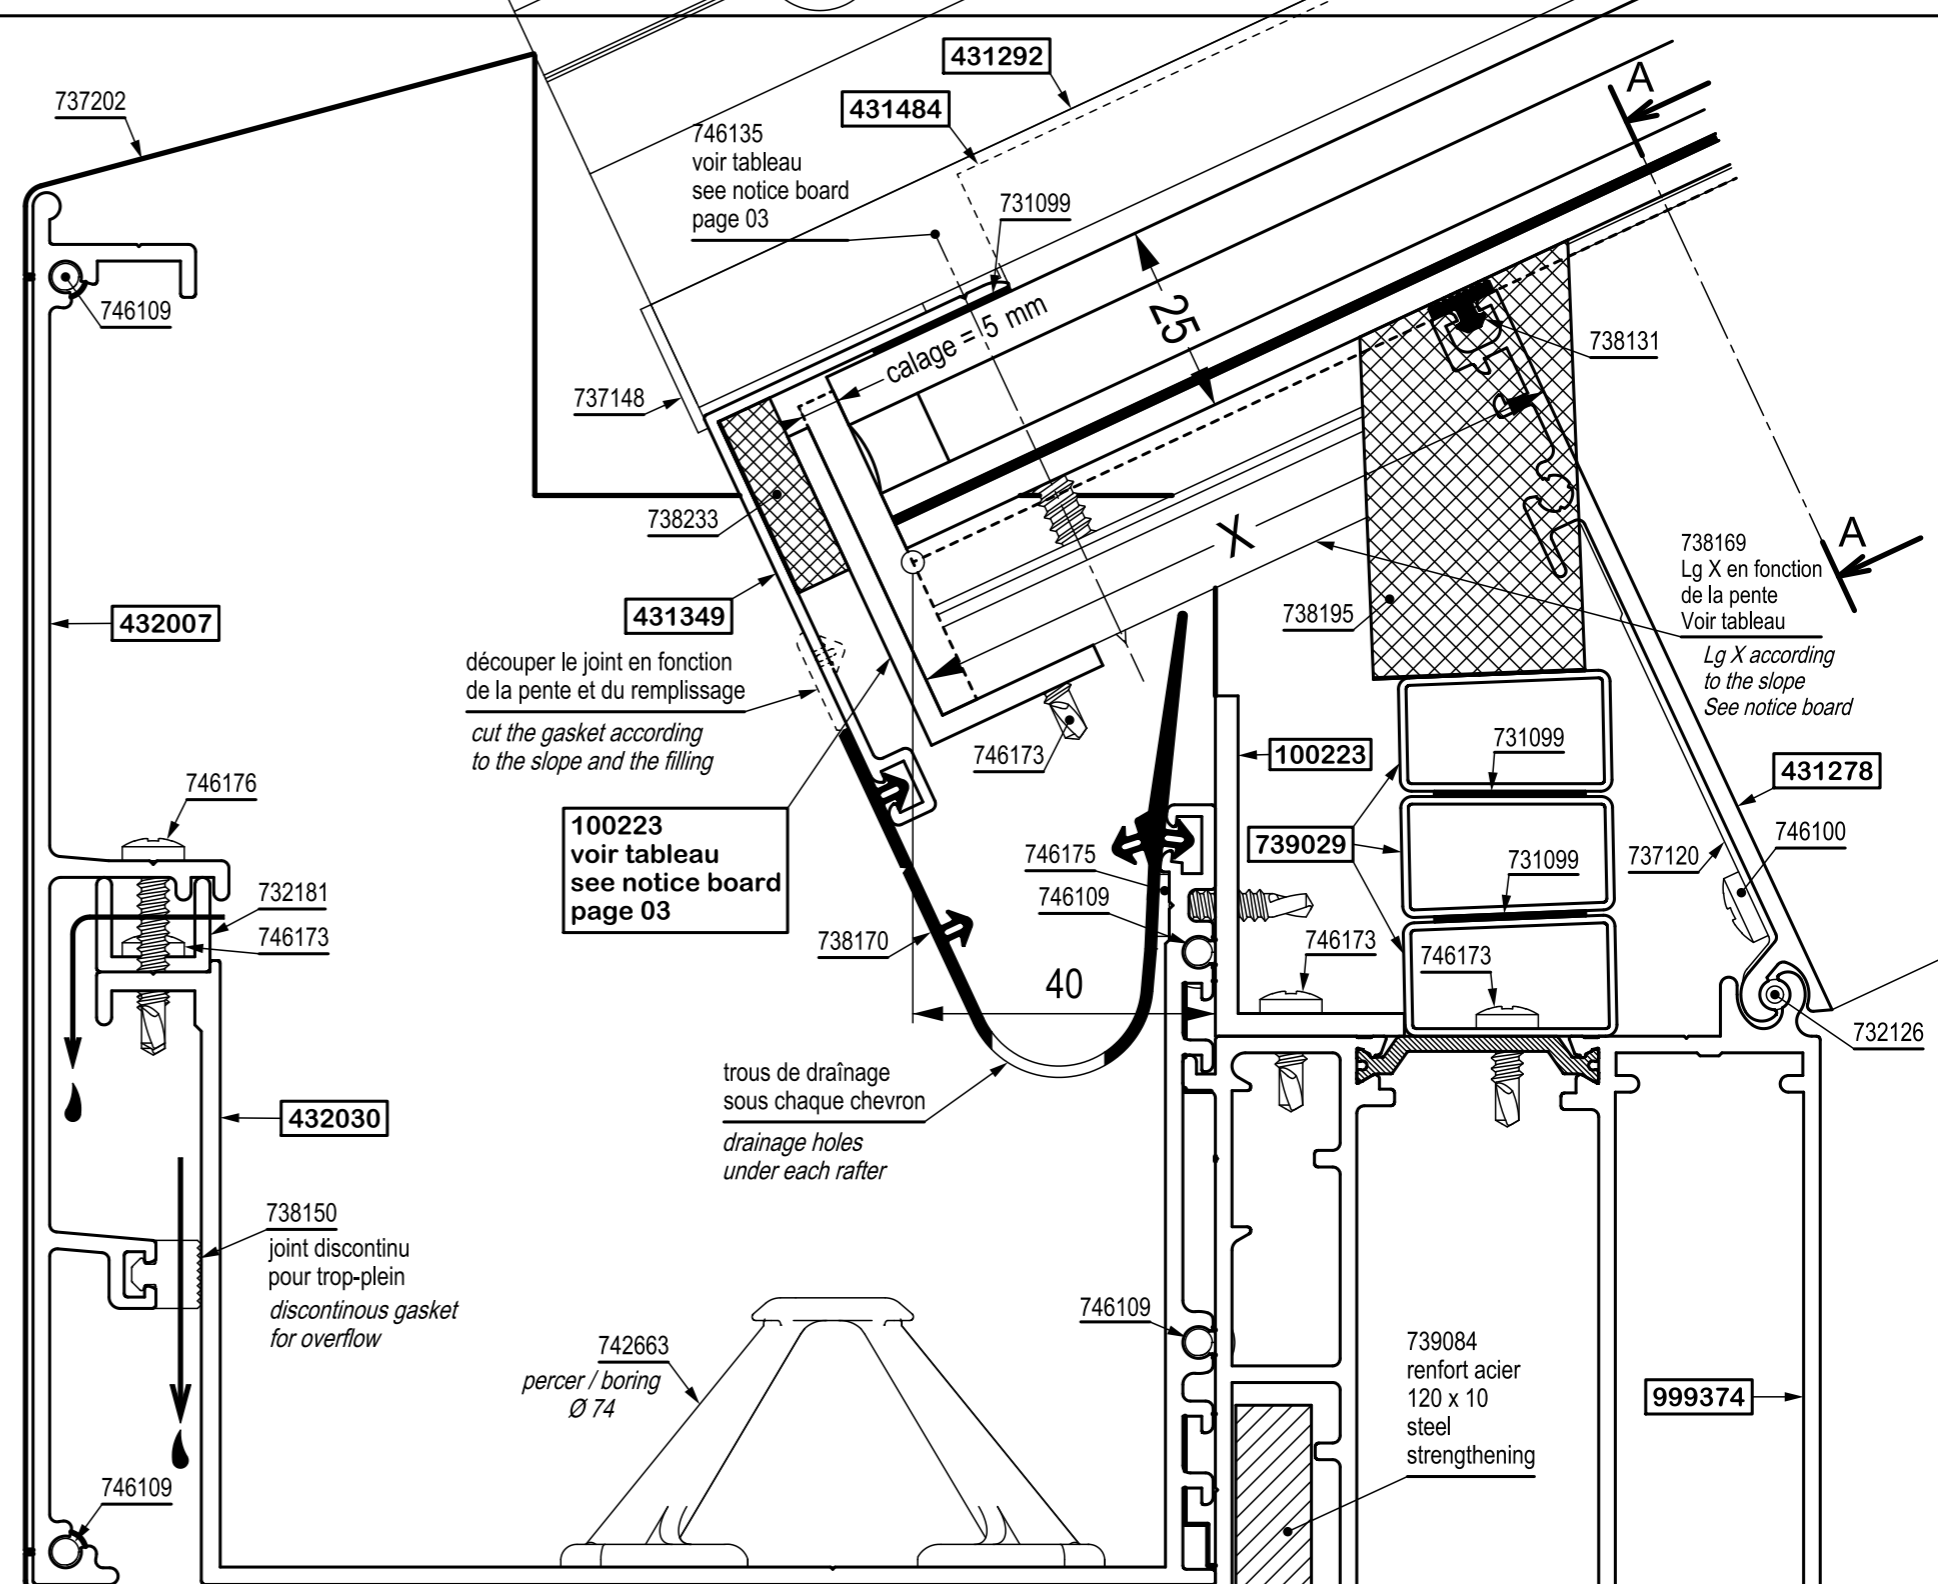 431292
737202
431484
746135
voir tableau
see notice board
page 03
731099
A
746109
calage = 5 mm
25
738131
737148
738233
X
A
738169
Lg X en fonction
de la pente
Voir tableau
Lg X according
to the slope
See notice board
432007
431349
738195
découper le joint en fonction
de la pente et du remplissage
cut the gasket according
to the slope and the filling
746173
100223
731099
431278
746176
100223
voir tableau
see notice board
page 03
746175
739029
731099
737120
746100
732181
746109
746173
738170
746173
746173
40
732126
trous de draînage
sous chaque chevron
drainage holes
under each rafter
432030
738150
joint discontinu
pour trop-plein
discontinous gasket
for overflow
746109
742663
percer / boring
Ø 74
739084
renfort acier
120 x 10
steel
strengthening
999374
746109